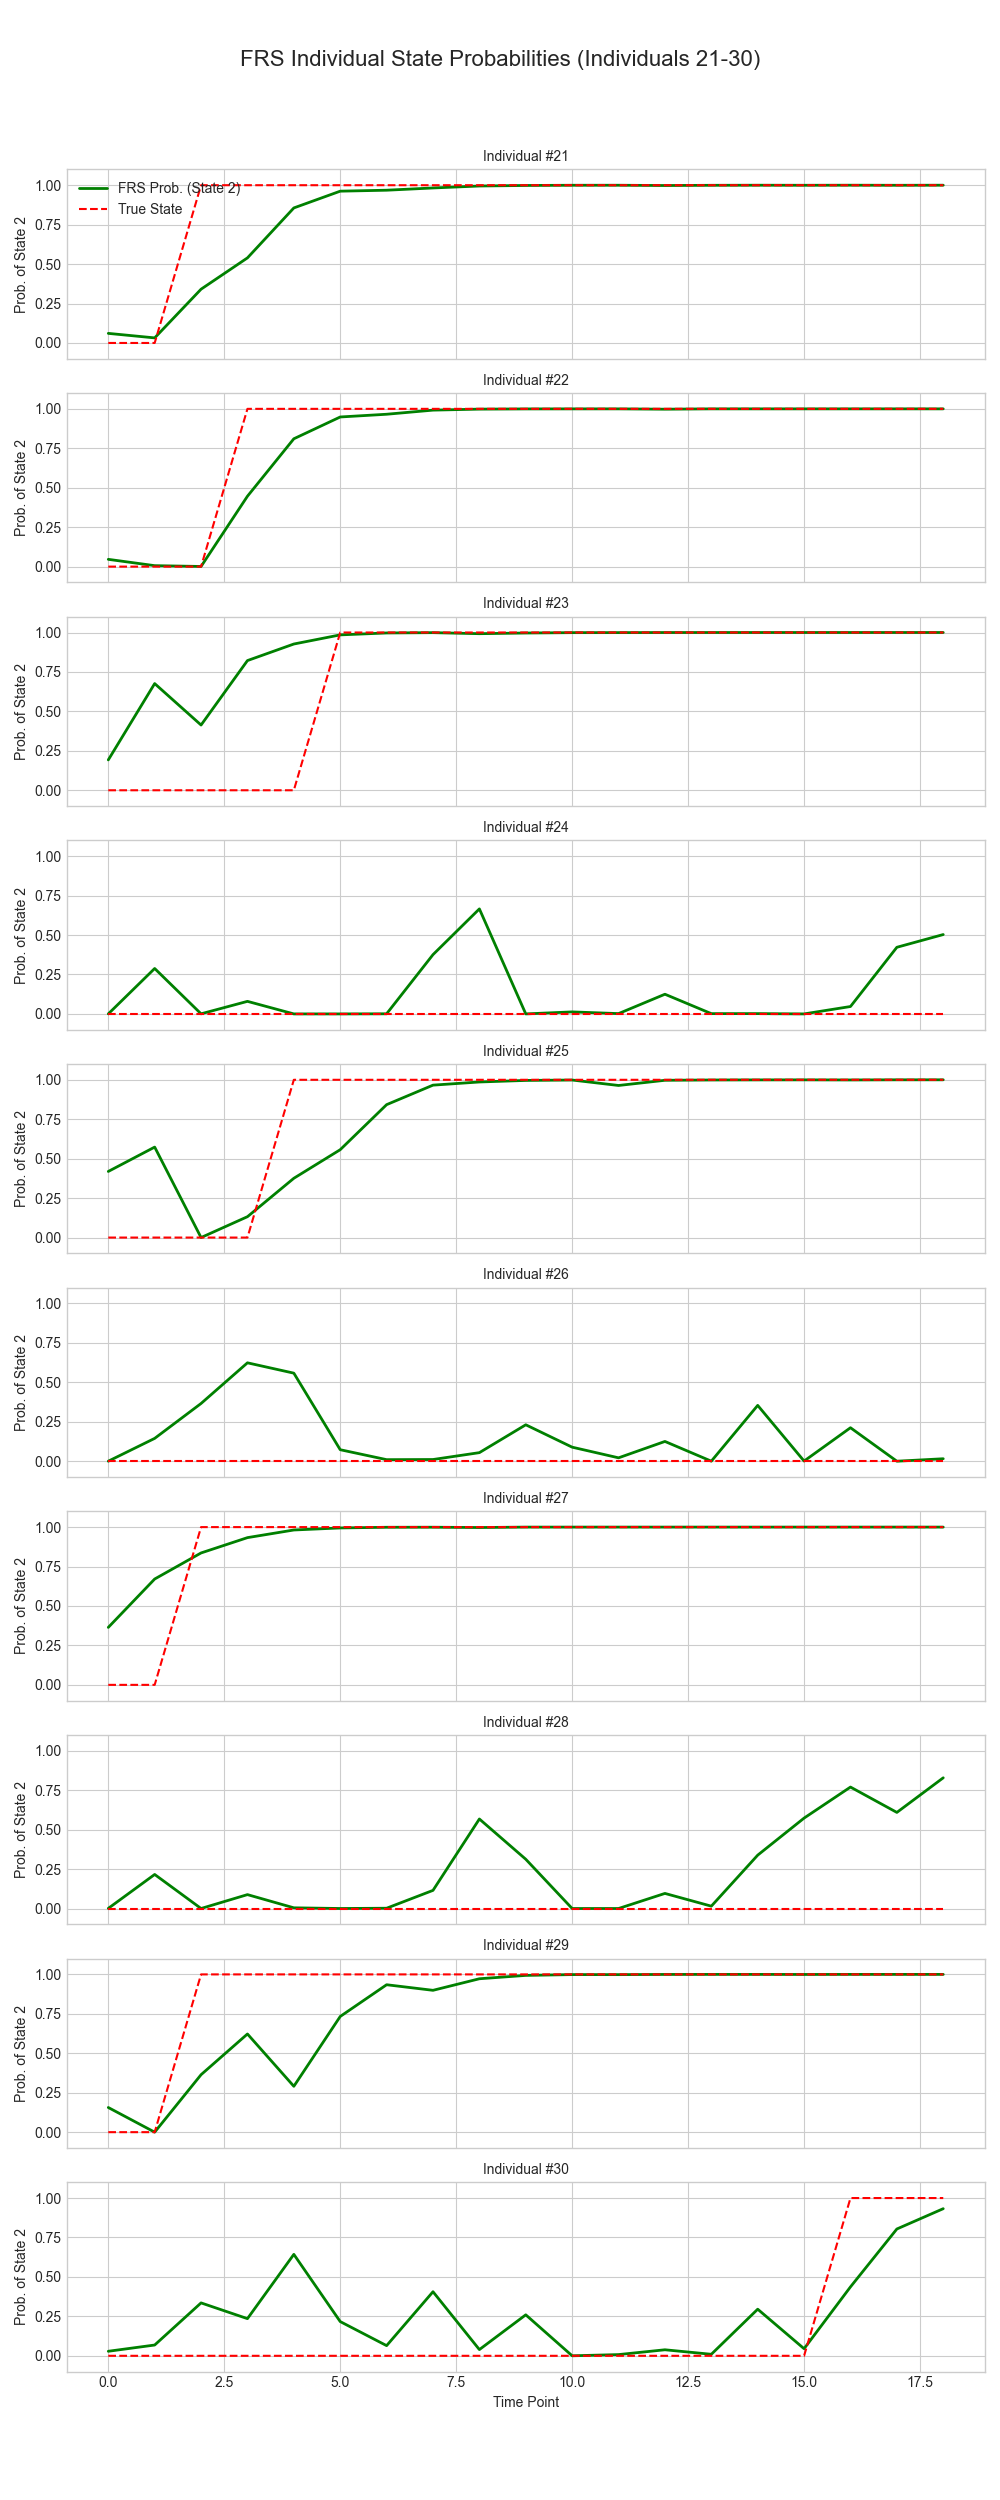 FRS Individual State Probabilities (Individuals 21-30)
Individual #21
FRS Prob. (State 2)
True State
Prob. of State 2
1.00
0.75
0.50
0.25
0.00
Individual #22
Prob. of State 2
1.00
0.75
0.50
0.25
0.00
Individual #23
Prob. of State 2
1.00
0.75
0.50
0.25
0.00
Individual #24
Prob. of State 2
1.00
0.75
0.50
0.25
0.00
Individual #25
Prob. of State 2
1.00
0.75
0.50
0.25
0.00
Individual #26
Prob. of State 2
1.00
0.75
0.50
0.25
0.00
Individual #27
Prob. of State 2
1.00
0.75
0.50
0.25
0.00
Individual #28
Prob. of State 2
1.00
0.75
0.50
0.25
0.00
Individual #29
Prob. of State 2
1.00
0.75
0.50
0.25
0.00
Individual #30
Prob. of State 2
1.00
0.75
0.50
0.25
0.00
0.0 2.5 5.0 7.5 10.0 12.5 15.0 17.5
Time Point